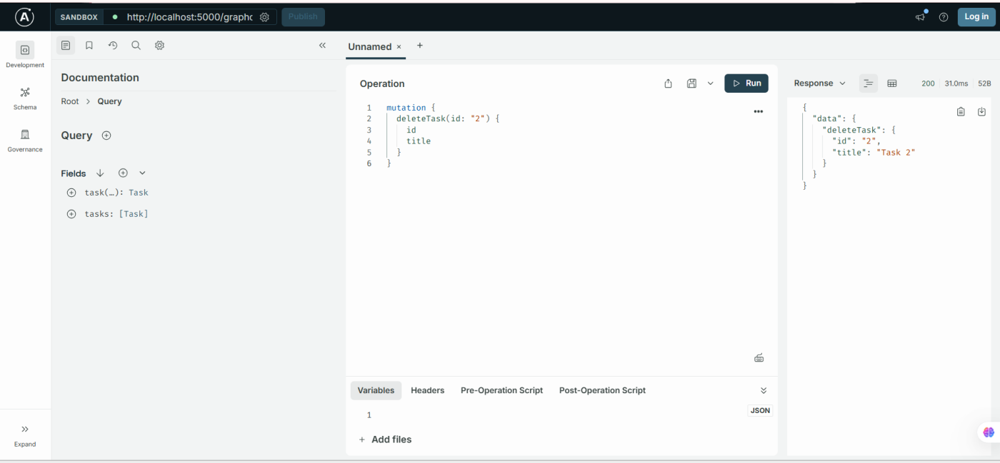 SANDBOX http://localhost:5000/graphc Publish Log in
Development
Schema
Governance
Expand
Documentation
Root > Query
Query
Fields
task(…): Task
tasks: [Task]
Unnamed × +
Operation
Run
1 mutation {
2 deleteTask(id: "2") {
3 id
4 title
5 }
6 }
Variables Headers Pre-Operation Script Post-Operation Script
1
JSON
+ Add files
Response 200 31.0ms 52B
{
"data": {
"deleteTask": {
"id": "2",
"title": "Task 2"
}
}
}